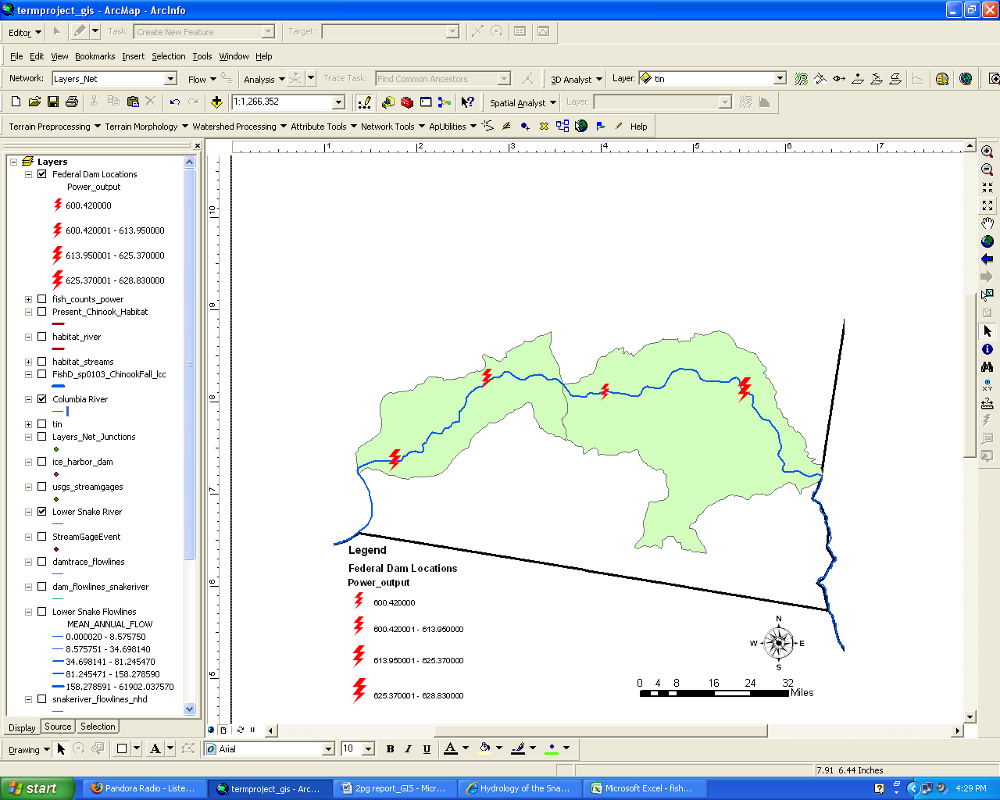 termproject_gis - ArcMap - ArcInfo
Editor Task: Create New Feature Target:
File Edit View Bookmarks Insert Selection Tools Window Help
Network: Layers_Net Flow Analysis Trace Task: Find Common Ancestors 3D Analyst Layer: tin
1:1,266,352 Spatial Analyst Layer:
Terrain Preprocessing Terrain Morphology Watershed Processing Attribute Tools Network Tools ApUtilities Help
Layers
Federal Dam Locations
Power_output
600.420000
600.420001 - 613.950000
613.950001 - 625.370000
625.370001 - 628.830000
fish_counts_power
Present_Chinook_Habitat
habitat_river
habitat_streams
FishD_sp0103_ChinookFall_lcc
Columbia River
tin
Layers_Net_Junctions
ice_harbor_dam
usgs_streamgages
Lower Snake River
StreamGageEvent
damtrace_flowlines
dam_flowlines_snakeriver
Lower Snake Flowlines
MEAN_ANNUAL_FLOW
0.000020 - 8.575750
8.575751 - 34.698140
34.698141 - 81.245470
81.245471 - 158.278590
158.278591 - 61902.037570
snakeriver_flowlines_nhd
Display Source Selection
1 2 3 4 5 6 7
10
9
8
7
6
5
Legend
Federal Dam Locations
Power_output
600.420000
600.420001 - 613.950000
613.950001 - 625.370000
625.370001 - 628.830000
N
W E
S
0 4 8 16 24 32
Miles
XY
Drawing A Arial 10 B I U A
7.91 6.44 Inches
start Pandora Radio - Liste... termproject_gis - Arc... 2pg report_GIS - Micr... Hydrology of the Sna... Microsoft Excel - fish... 4:29 PM